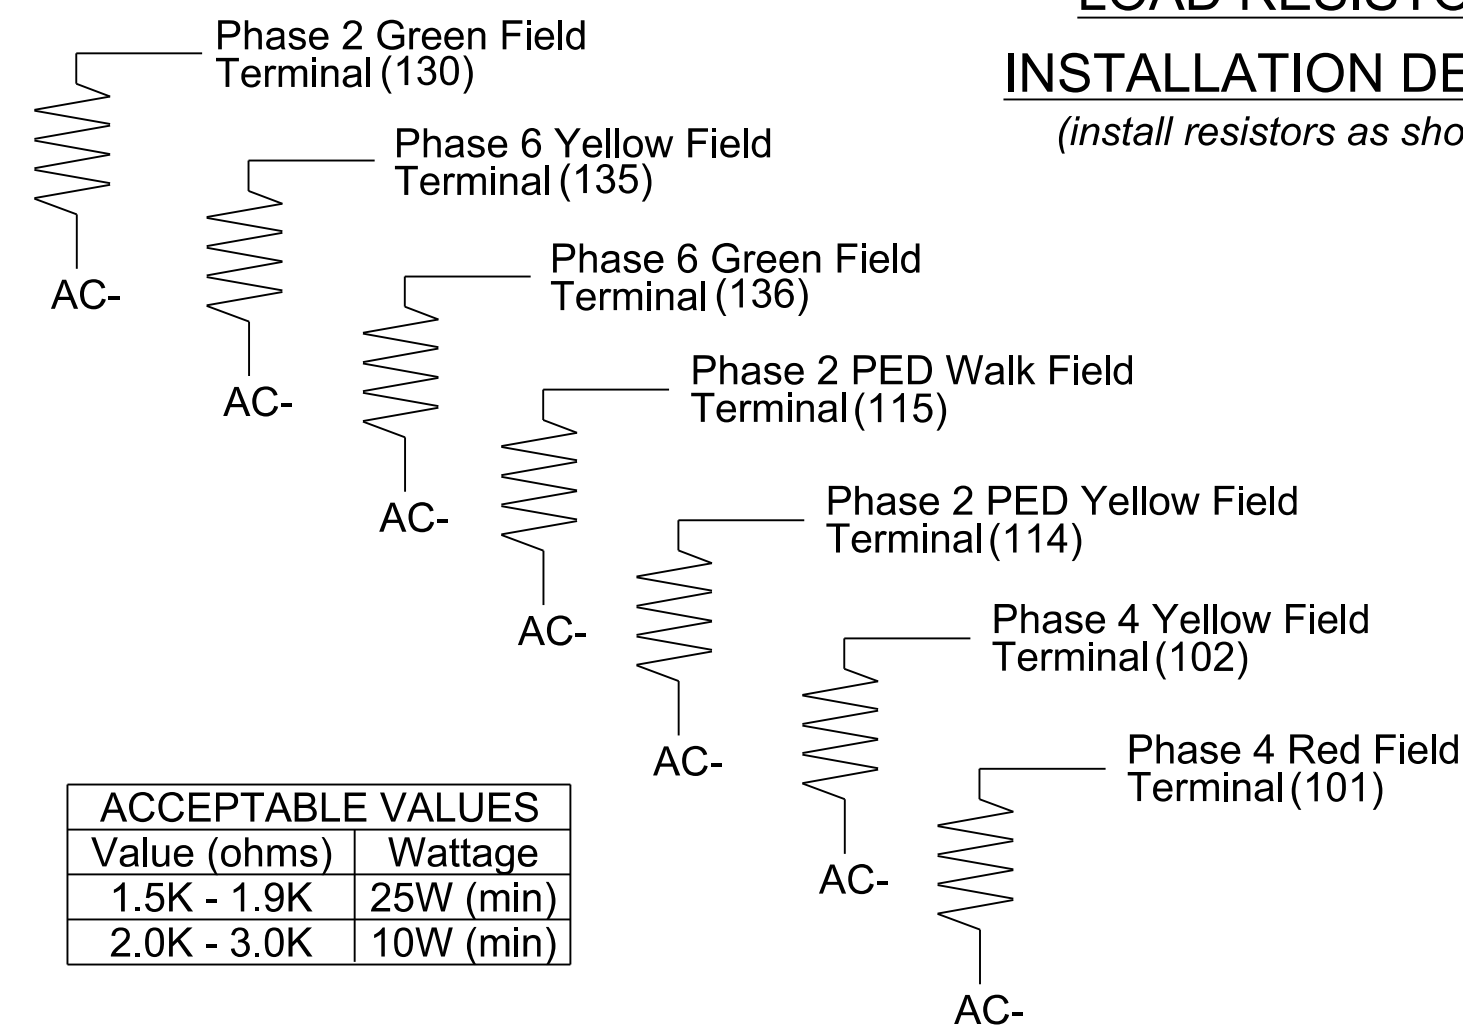 LOAD
INSTALLATION
(install resistors as
Phase 2 Green Field
Terminal (130)
AC-
Phase 6 Yellow Field
Terminal (135)
AC-
Phase 6 Green Field
Terminal (136)
AC-
Phase 2 PED Walk Field
Terminal (115)
AC-
Phase 2 PED Yellow Field
Terminal (114)
AC-
Phase 4 Yellow Field
Terminal (102)
AC-
Phase 4 Red Field
Terminal (101)
AC-
ACCEPTABLE VALUES
Value (ohms) Wattage
1.5K - 1.9K 25W (min)
2.0K - 3.0K 10W (min)